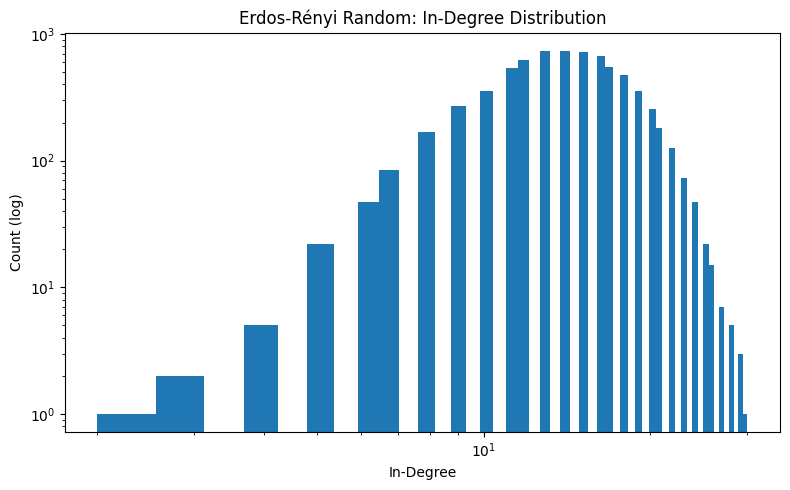 Erdos-Rényi Random: In-Degree Distribution
Count (log)
10³
10²
10¹
10⁰
10¹
In-Degree